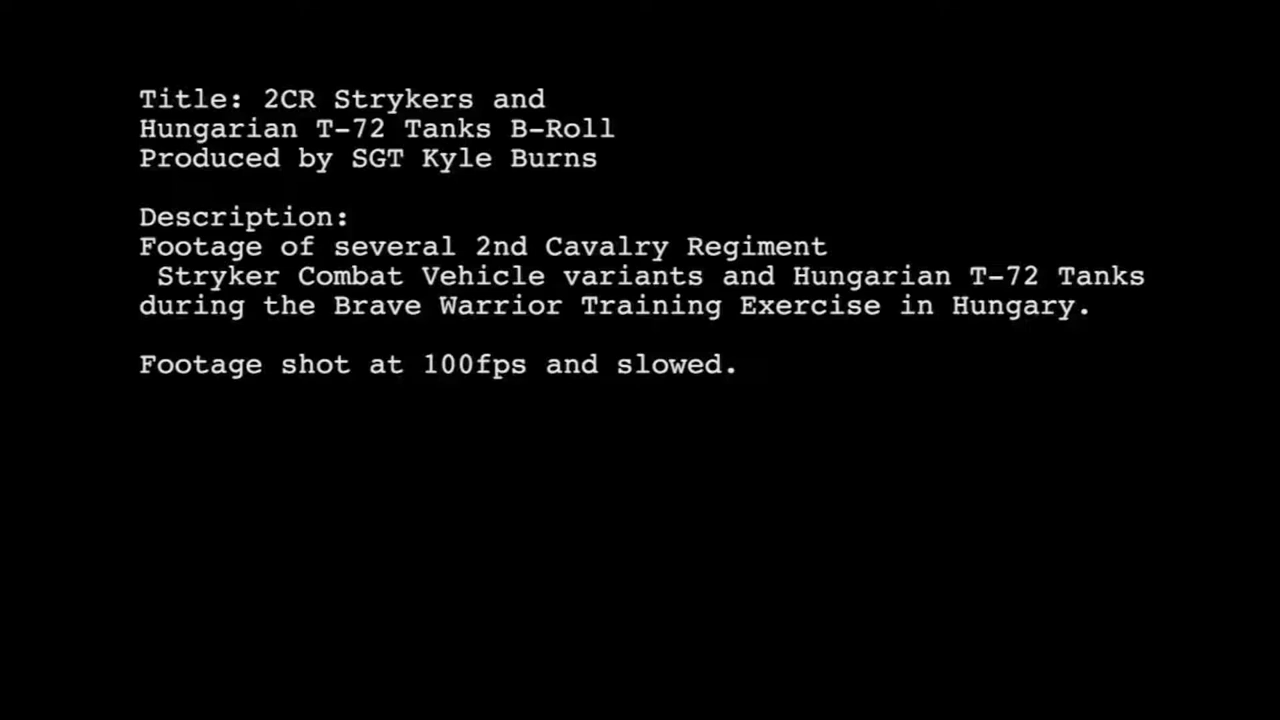 Title: 2CR Strykers and
Hungarian T-72 Tanks B-Roll
Produced by SGT Kyle Burns
Description:
Footage of several 2nd Cavalry Regiment
Stryker Combat Vehicle variants and Hungarian T-72 Tanks
during the Brave Warrior Training Exercise in Hungary.
Footage shot at 100fps and slowed.